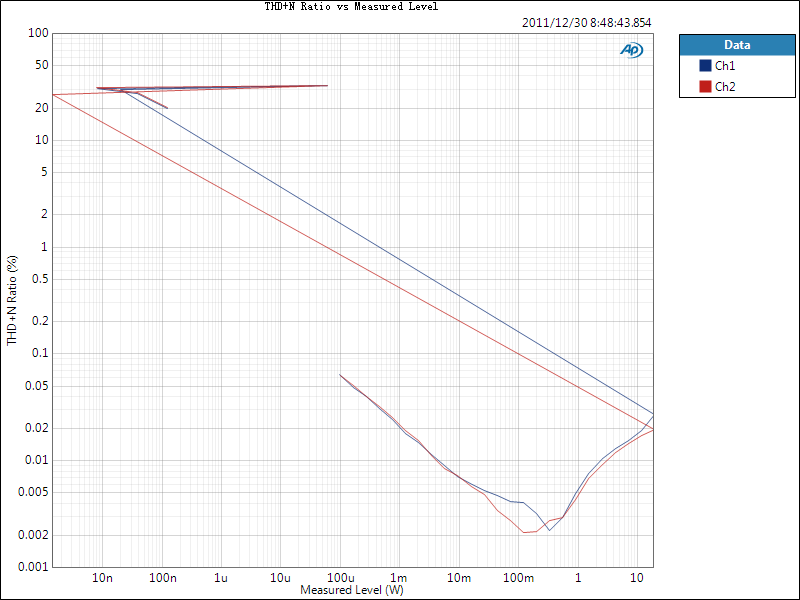 THD+N Ratio vs Measured Level
2011/12/30 8:48:43.854
AP
Data
Ch1
Ch2
100
50
20
10
5
2
1
0.5
0.2
0.1
0.05
0.02
0.01
0.005
0.002
0.001
THD+N Ratio (%)
10n 100n 1u 10u 100u 1m 10m 100m 1 10
Measured Level (W)